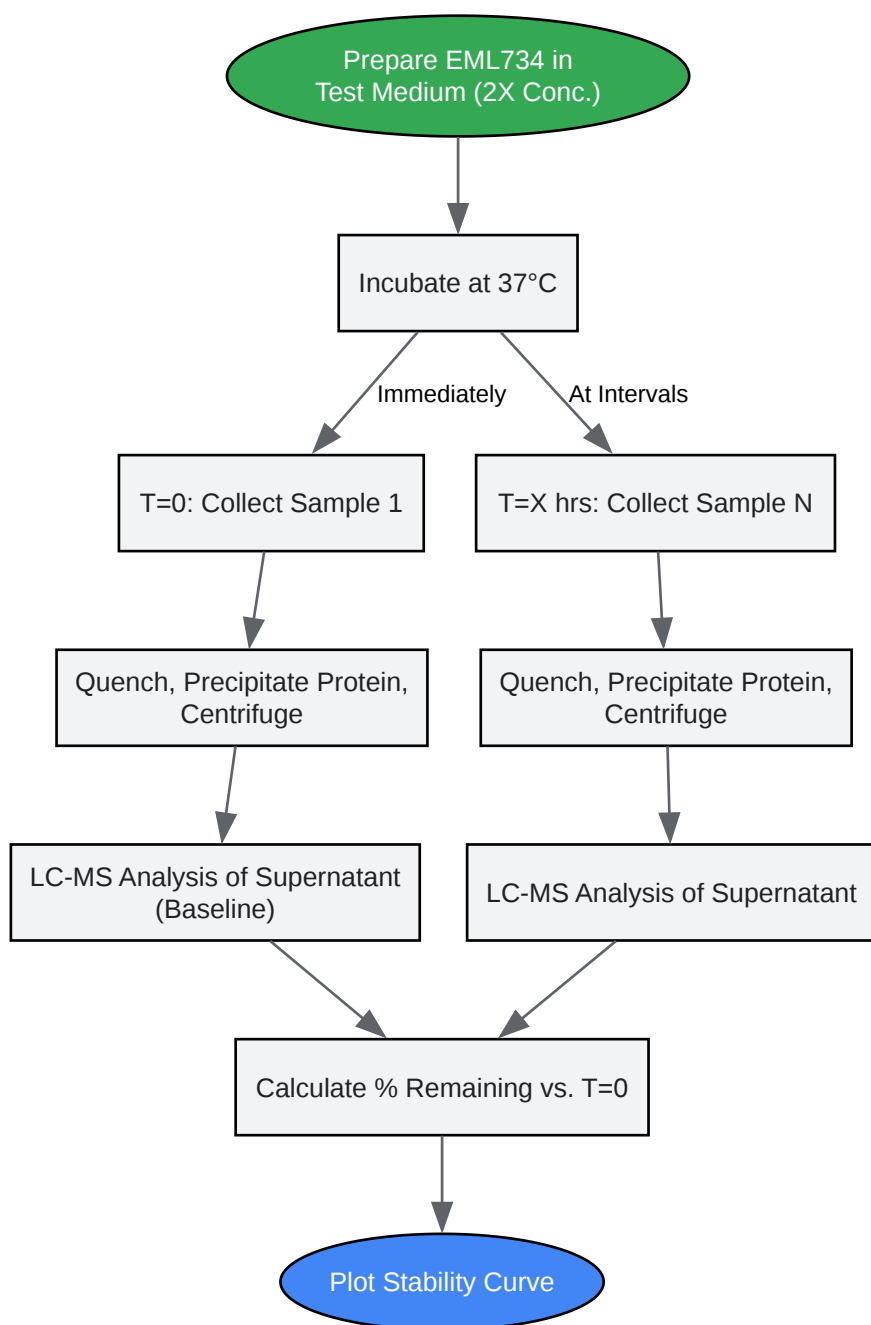 Prepare EML734 in
Test Medium (2X Conc.)
Incubate at 37°C
Immediately
At Intervals
T=0: Collect Sample 1
T=X hrs: Collect Sample N
Quench, Precipitate Protein,
Centrifuge
Quench, Precipitate Protein,
Centrifuge
LC-MS Analysis of Supernatant
(Baseline)
LC-MS Analysis of Supernatant
Calculate % Remaining vs. T=0
Plot Stability Curve